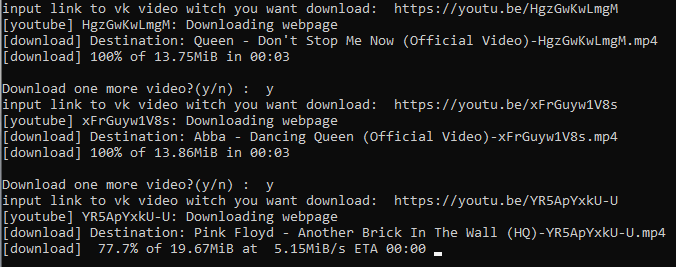 input link to vk video witch you want download:  https://youtu.be/HgzGwKwLmgM
[youtube] HgzGwKwLmgM: Downloading webpage
[download] Destination: Queen - Don't Stop Me Now (Official Video)-HgzGwKwLmgM.mp4
[download] 100% of 13.75MiB in 00:03
Download one more video?(y/n) :  y
input link to vk video witch you want download:  https://youtu.be/xFrGuyw1V8s
[youtube] xFrGuyw1V8s: Downloading webpage
[download] Destination: Abba - Dancing Queen (Official Video)-xFrGuyw1V8s.mp4
[download] 100% of 13.86MiB in 00:03
Download one more video?(y/n) :  y
input link to vk video witch you want download:  https://youtu.be/YR5ApYxkU-U
[youtube] YR5ApYxkU-U: Downloading webpage
[download] Destination: Pink Floyd - Another Brick In The Wall (HQ)-YR5ApYxkU-U.mp4
[download]  77.7% of 19.67MiB at  5.15MiB/s ETA 00:00